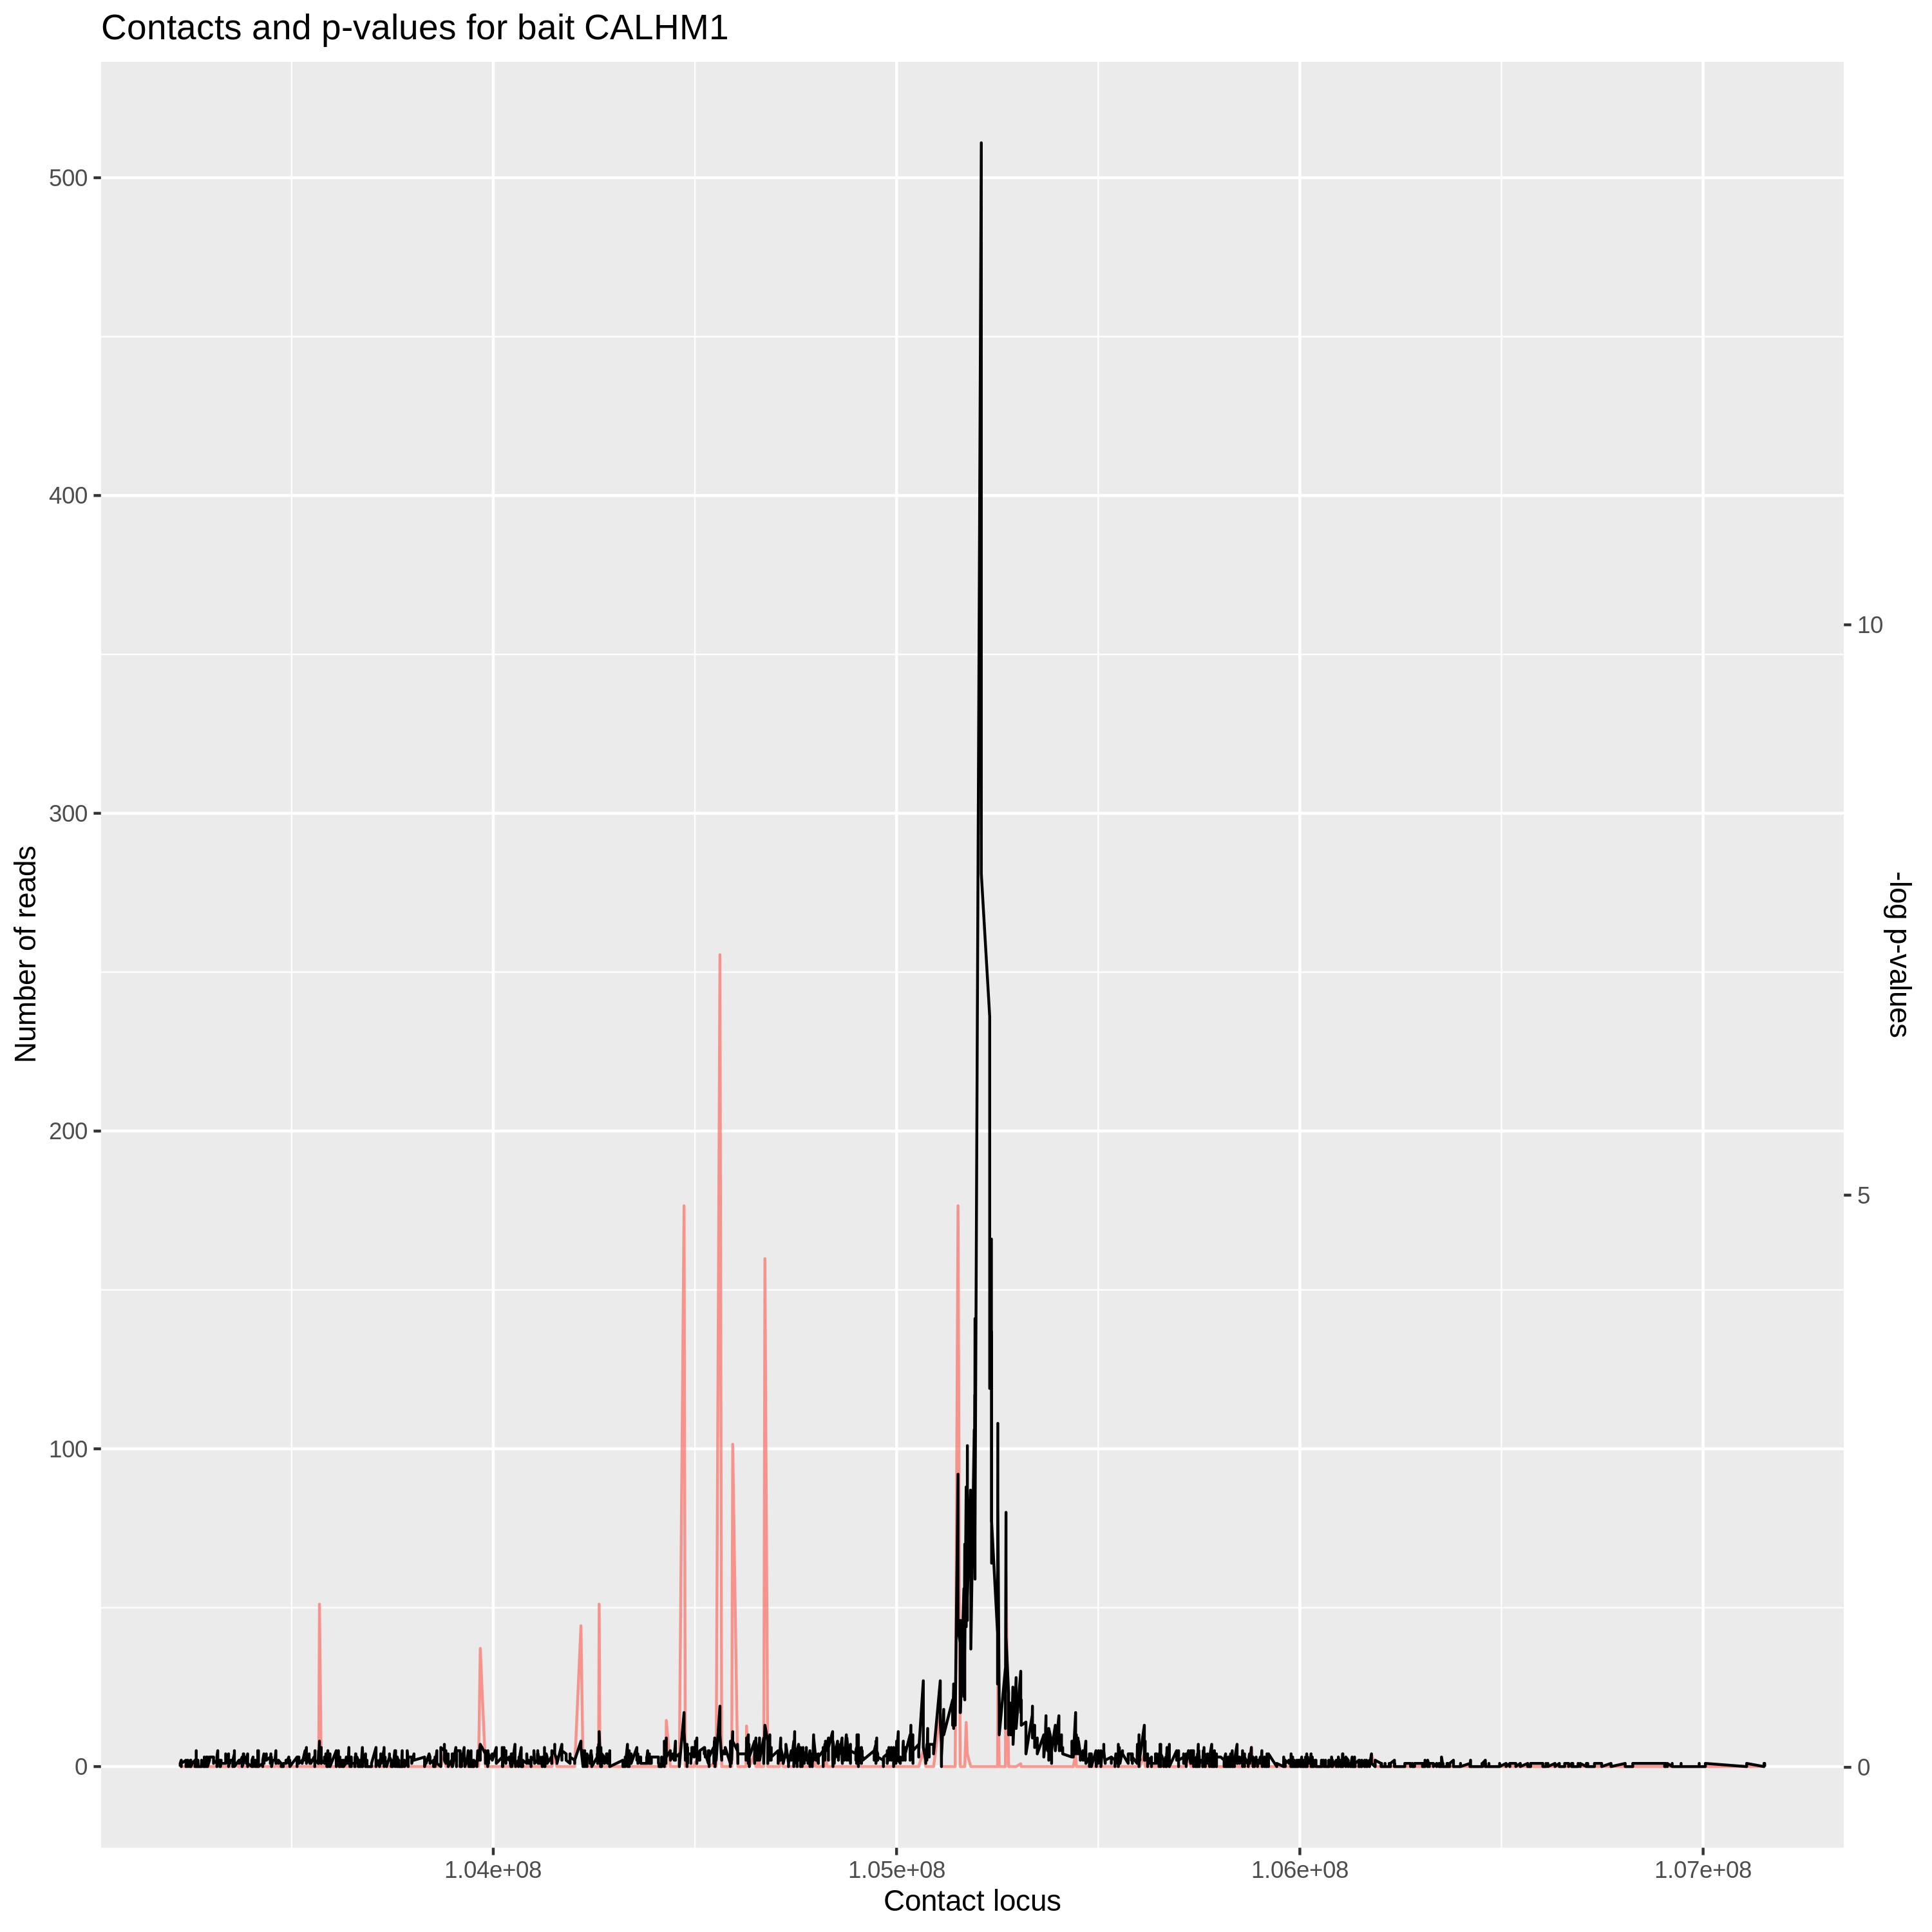 Contacts and p-values for bait CALHM1
500
400
300
200
100
0
Number of reads
10
5
0
-log p-values
1.04e+08
1.05e+08
1.06e+08
1.07e+08
Contact locus